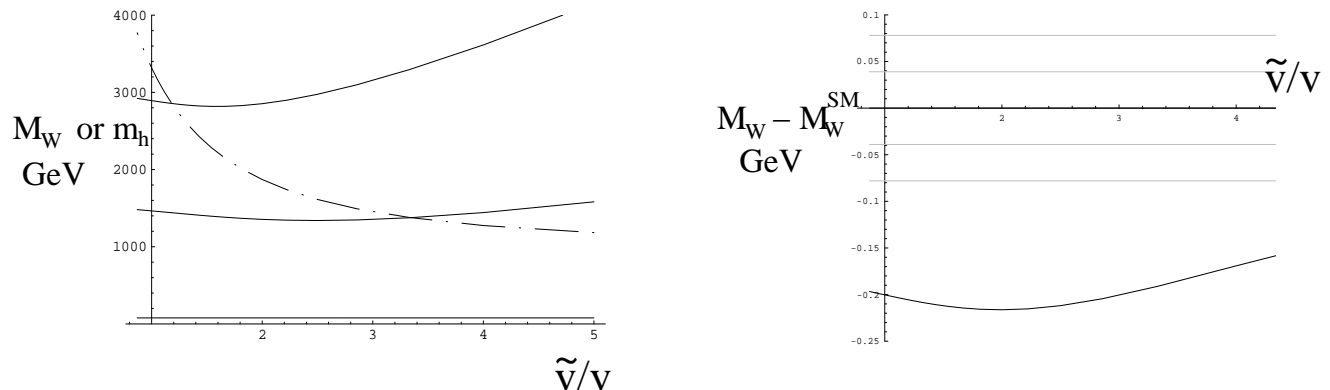 4000
3000
M_W or m_h
GeV
2000
1000
2 3 4 5
ṽ/v
0.1
0.05
ṽ/v
M_W – M_W^SM
GeV
2 3 4
-0.05
-0.1
-0.15
-0.2
-0.25